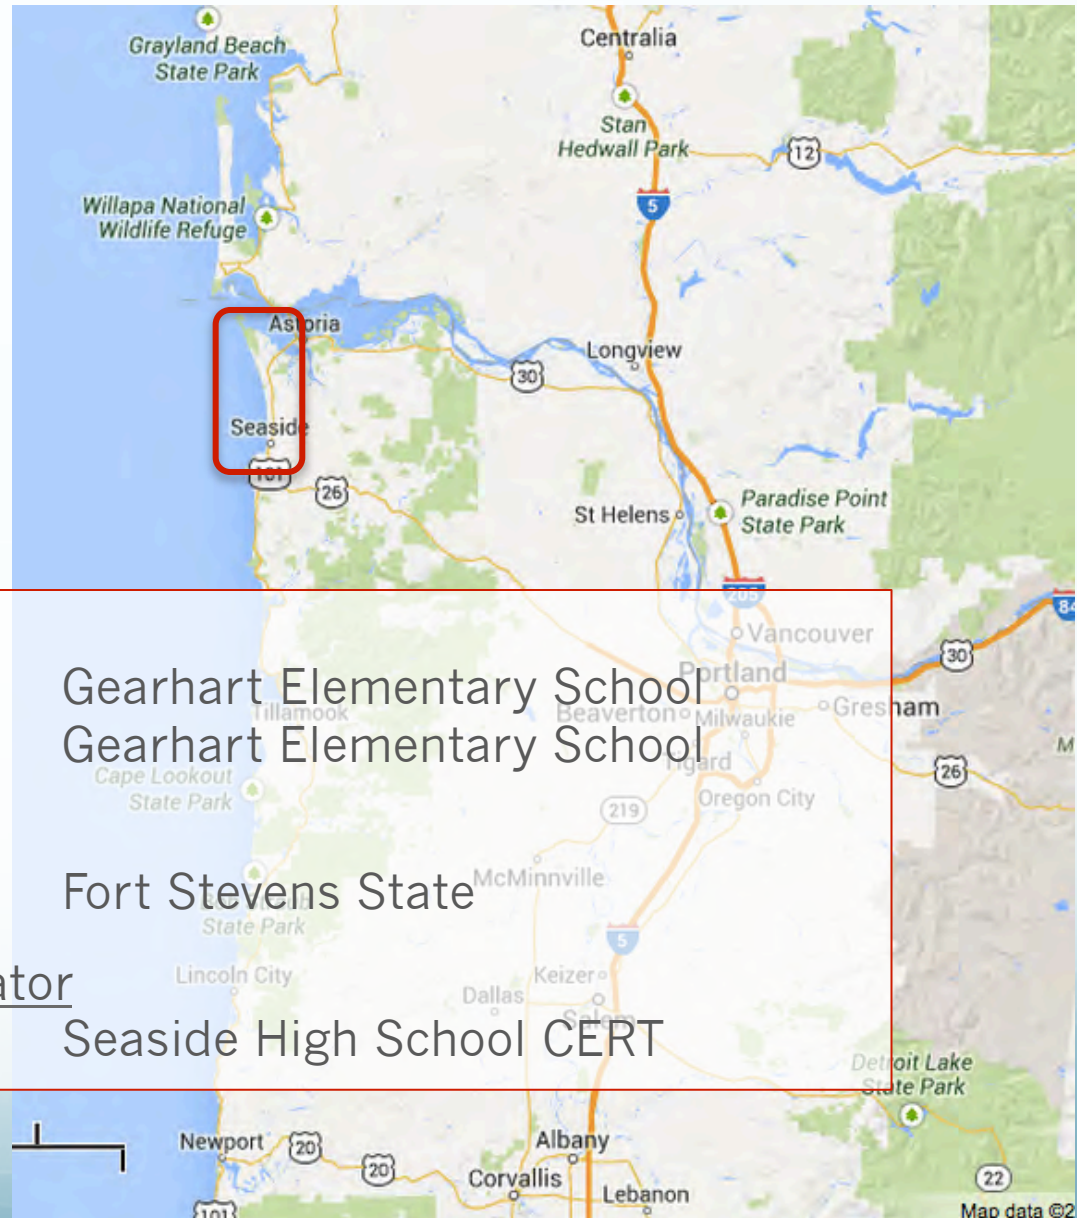 Grayland Beach
State Park
Centralia
Stan
Hedwall Park
12
5
Willapa National
Wildlife Refuge
Astoria
Longview
30
Seaside
101
26
St Helens
Paradise Point
State Park
205
84
Vancouver
30
Portland
Gearhart Elementary School
Tillamook
Beaverton
Milwaukie
Gresham
Gearhart Elementary School
Tigard
M
Cape Lookout
State Park
26
219
Oregon City
McMinnville
Fort Stevens State
State Park
5
Lincoln City
Keizer
ator
Dallas
Salem
Seaside High School CERT
Detroit Lake
State Park
Newport
20
Albany
20
Corvallis
22
Lebanon
101
Map data ©2